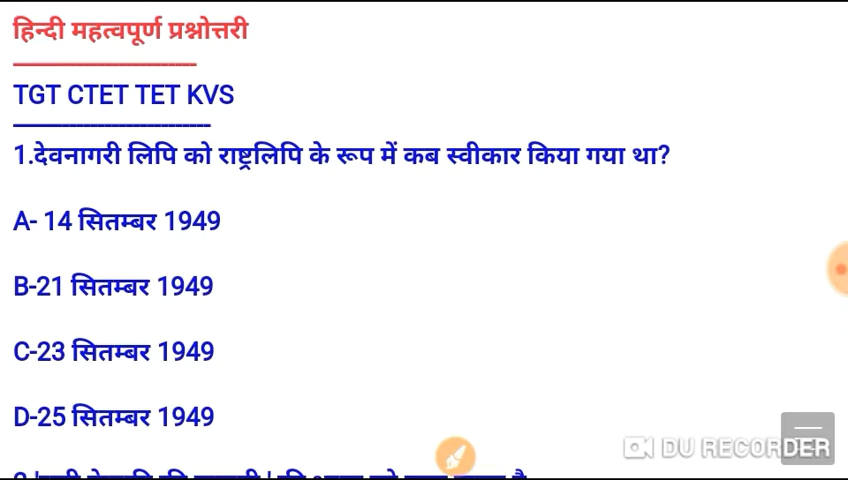 हिन्दी महत्वपूर्ण प्रश्नोत्तरी
TGT CTET TET KVS
1.देवनागरी लिपि को राष्ट्रलिपि के रूप में कब स्वीकार किया गया था?
A- 14 सितम्बर 1949
B-21 सितम्बर 1949
C-23 सितम्बर 1949
D-25 सितम्बर 1949
DU RECORDER